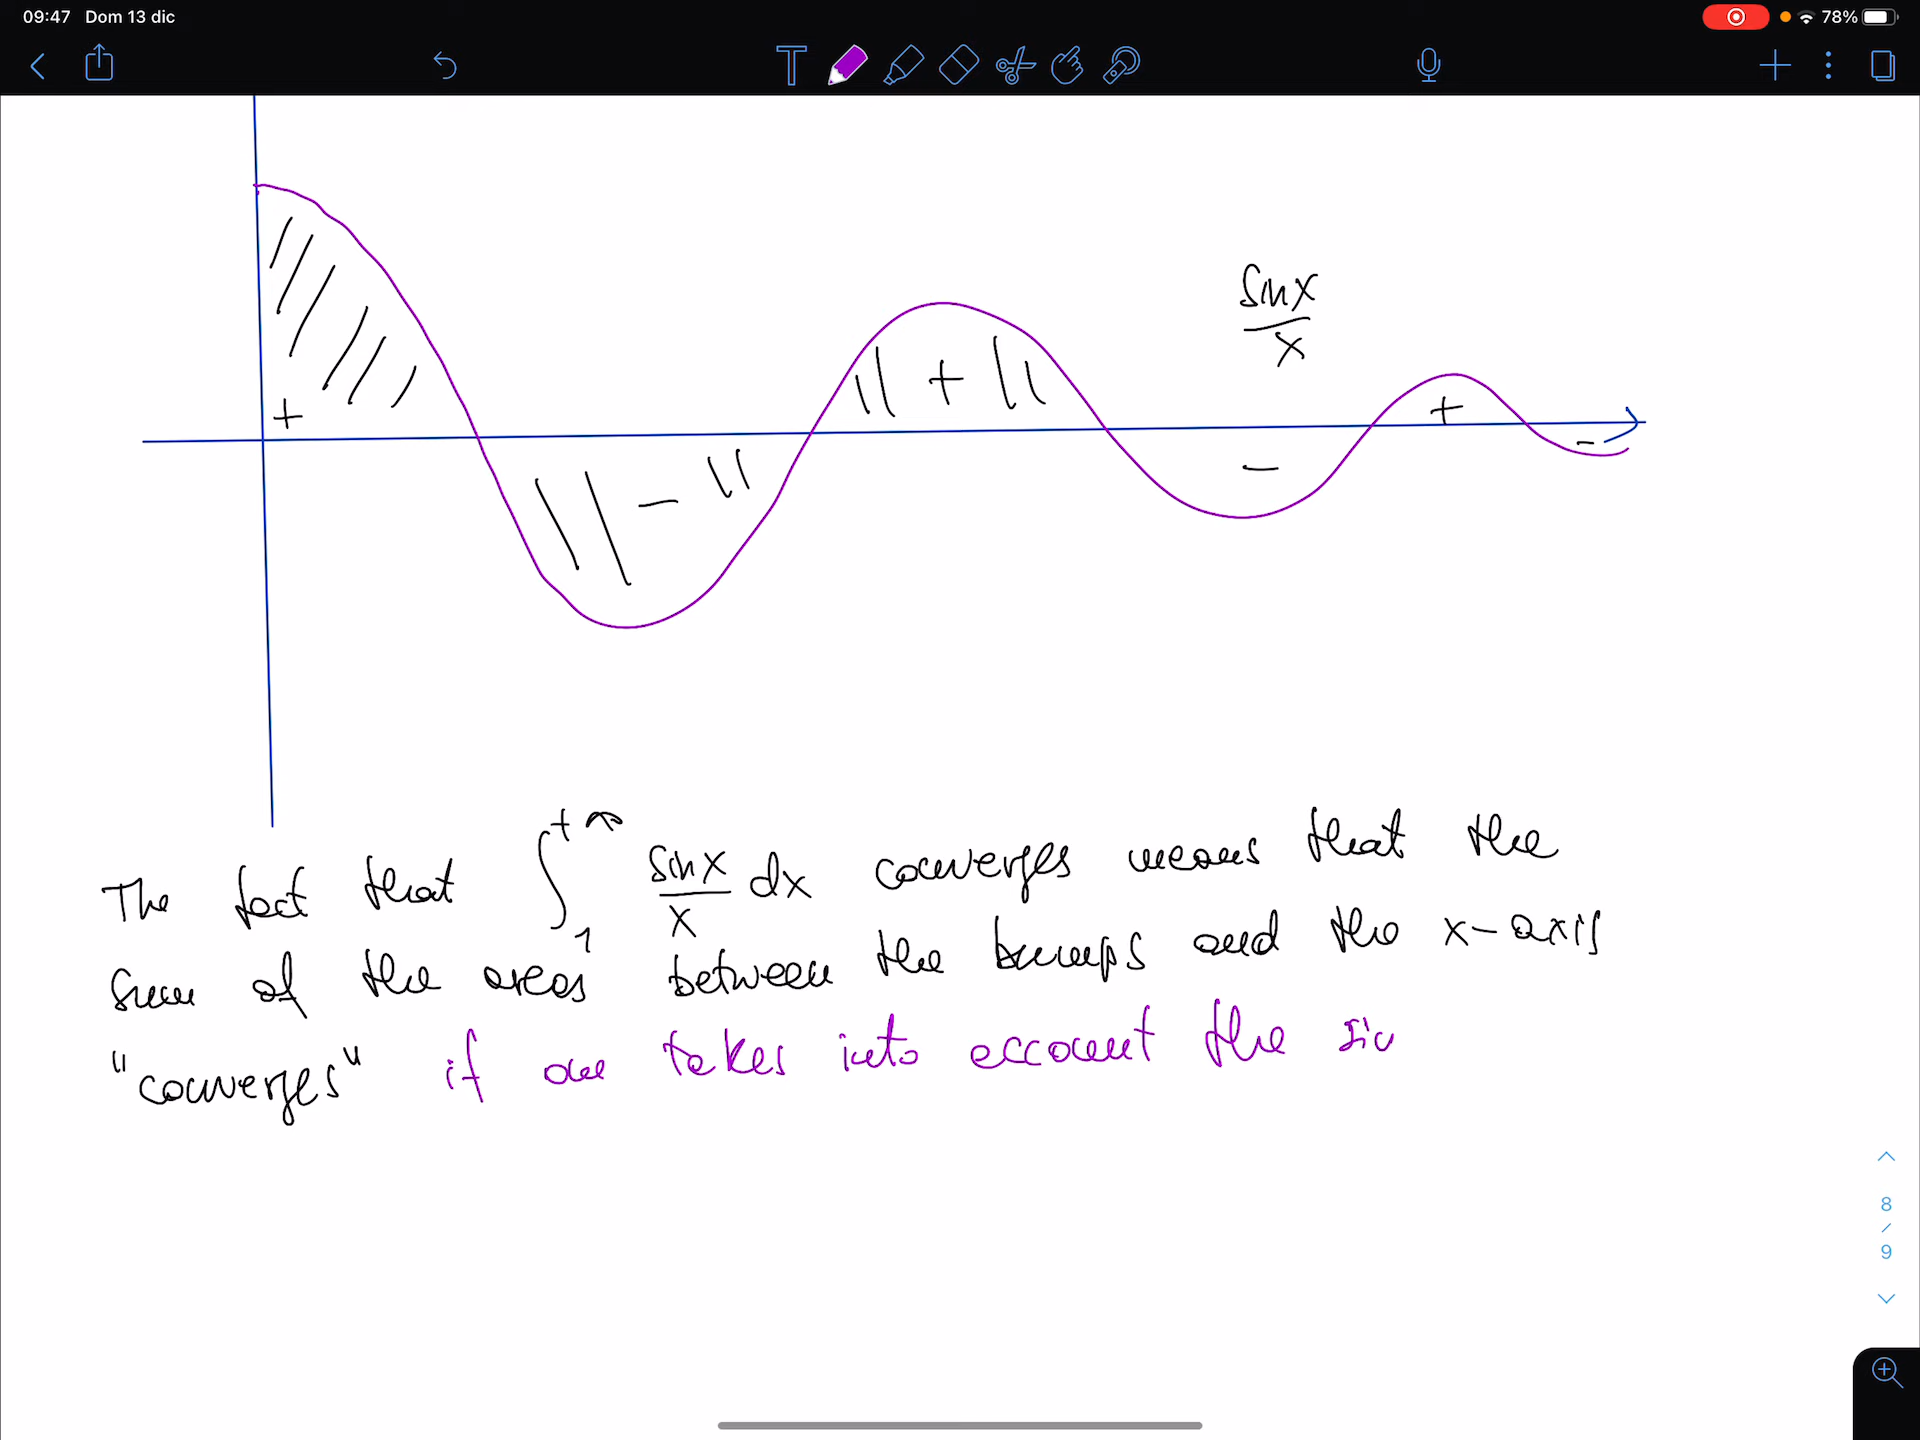 09:47 Dom 13 dic 78%
T
sin x
x
+ - + - + -
The fact that ∫₁^{+∞} sin x / x dx converges means that the
sum of the areas between the bumps and the x-axis
"converges" if one takes into account the sig
8
/
9